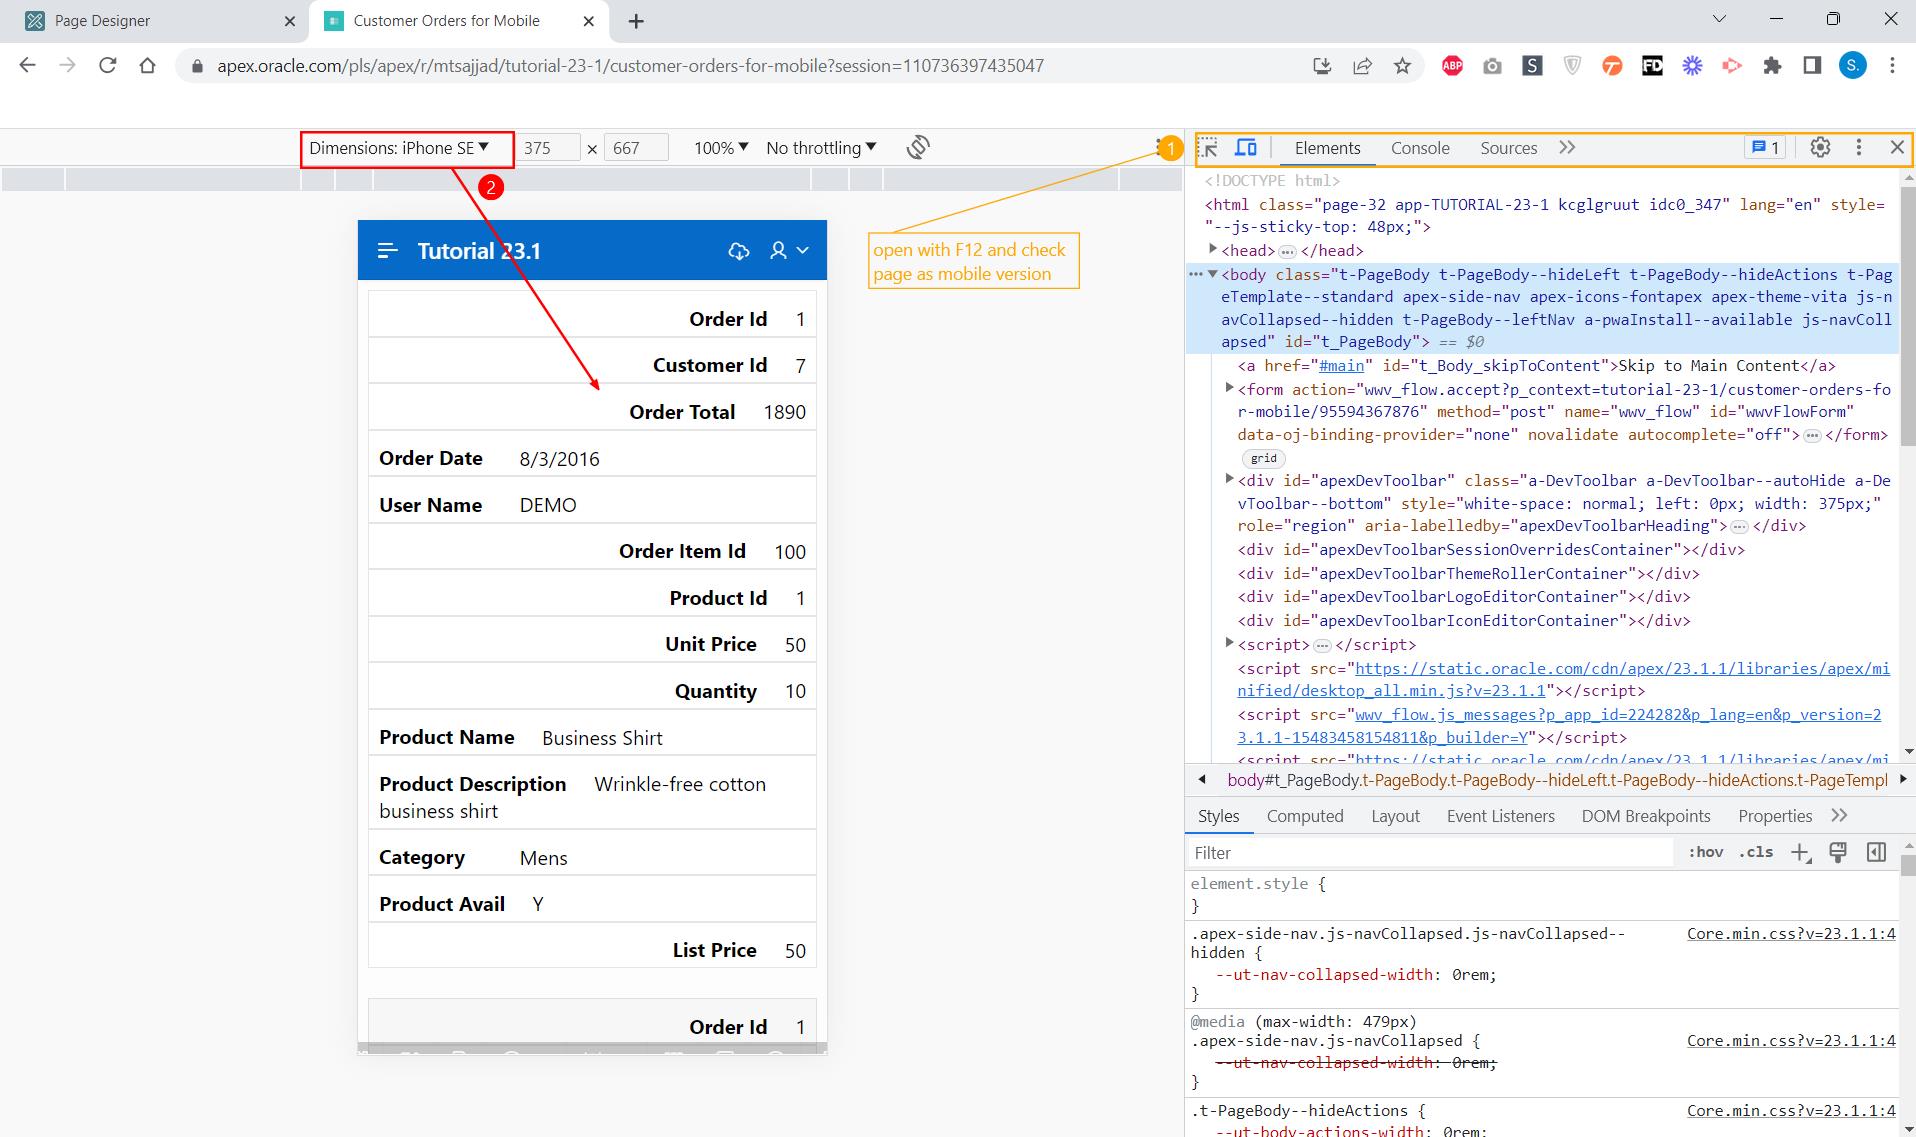 Page Designer
Customer Orders for Mobile
apex.oracle.com/pls/apex/r/mtsajjad/tutorial-23-1/customer-orders-for-mobile?session=110736397435047
ABP
S
FD
S.
Dimensions: iPhone SE
375 × 667
100%
No throttling
1
Elements
Console
Sources
1
2
open with F12 and check
page as mobile version
Tutorial 23.1
Order Id 1
Customer Id 7
Order Total 1890
Order Date 8/3/2016
User Name DEMO
Order Item Id 100
Product Id 1
Unit Price 50
Quantity 10
Product Name Business Shirt
Product Description Wrinkle-free cotton
business shirt
Category Mens
Product Avail Y
List Price 50
Order Id 1
<!DOCTYPE html>
<html class="page-32 app-TUTORIAL-23-1 kcglgruut idc0_347" lang="en" style=
"--js-sticky-top: 48px;">
<head> … </head>
<body class="t-PageBody t-PageBody--hideLeft t-PageBody--hideActions t-Pag
eTemplate--standard apex-side-nav apex-icons-fontapex apex-theme-vita js-n
avCollapsed--hidden t-PageBody--leftNav a-pwaInstall--available js-navColl
apsed" id="t_PageBody"> == $0
<a href="#main" id="t_Body_skipToContent">Skip to Main Content</a>
<form action="wwv_flow.accept?p_context=tutorial-23-1/customer-orders-fo
r-mobile/95594367876" method="post" name="wwv_flow" id="wwvFlowForm"
data-oj-binding-provider="none" novalidate autocomplete="off"> … </form>
grid
<div id="apexDevToolbar" class="a-DevToolbar a-DevToolbar--autoHide a-De
vToolbar--bottom" style="white-space: normal; left: 0px; width: 375px;"
role="region" aria-labelledby="apexDevToolbarHeading"> … </div>
<div id="apexDevToolbarSessionOverridesContainer"></div>
<div id="apexDevToolbarThemeRollerContainer"></div>
<div id="apexDevToolbarLogoEditorContainer"></div>
<div id="apexDevToolbarIconEditorContainer"></div>
<script> … </script>
<script src="https://static.oracle.com/cdn/apex/23.1.1/libraries/apex/mi
nified/desktop_all.min.js?v=23.1.1"></script>
<script src="wwv_flow.js_messages?p_app_id=224282&p_lang=en&p_version=2
3.1.1-15483458154811&p_builder=Y"></script>
<script src="https://static.oracle.com/cdn/apex/23.1.1/libraries/apex/mi
body#t_PageBody.t-PageBody.t-PageBody--hideLeft.t-PageBody--hideActions.t-PageTempl
Styles
Computed
Layout
Event Listeners
DOM Breakpoints
Properties
Filter
:hov
.cls
element.style {
}
.apex-side-nav.js-navCollapsed.js-navCollapsed-- Core.min.css?v=23.1.1:4
hidden {
--ut-nav-collapsed-width: 0rem;
}
@media (max-width: 479px)
.apex-side-nav.js-navCollapsed { Core.min.css?v=23.1.1:4
--ut-nav-collapsed-width: 0rem;
}
.t-PageBody--hideActions { Core.min.css?v=23.1.1:4
--ut-body-actions-width: 0rem;